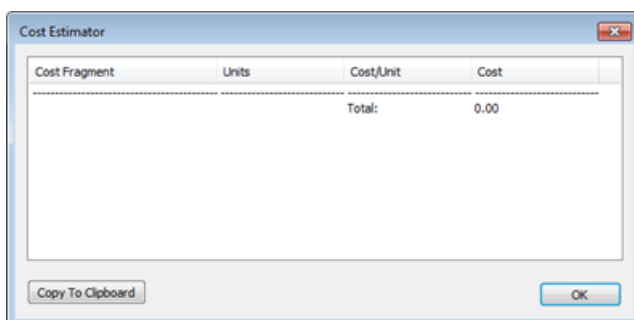 Cost Estimator
Cost Fragment Units Cost/Unit Cost
---------------------------------------------- ------------------------------- ------------------------------- -------------------------------
Total: 0.00
Copy To Clipboard OK